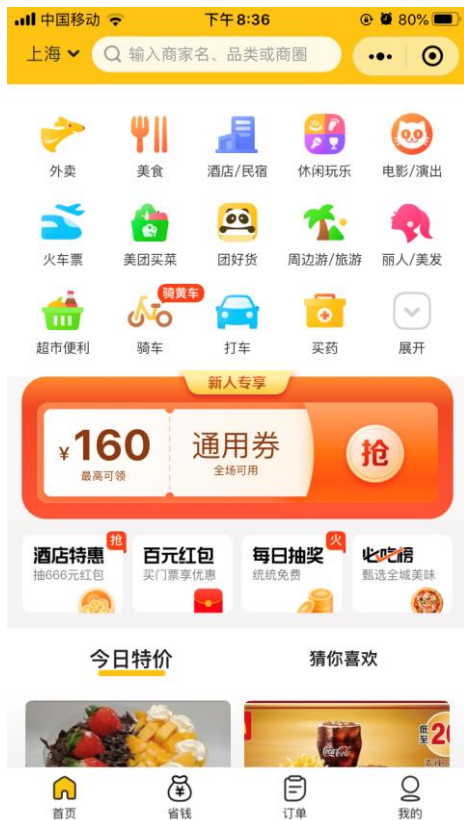 中国移动
下午8:36
80%
上海
输入商家名、品类或商圈
外卖
美食
酒店/民宿
休闲玩乐
电影/演出
火车票
美团买菜
团好货
周边游/旅游
丽人/美发
骑黄车
超市便利
骑车
打车
买药
展开
新人专享
¥160
最高可领
通用券
全场可用
抢
酒店特惠
抢
抽666元红包
百元红包
买门票享优惠
每日抽奖
火
统统免费
必吃榜
甄选全城美味
今日特价
猜你喜欢
低至
首页
省钱
订单
我的